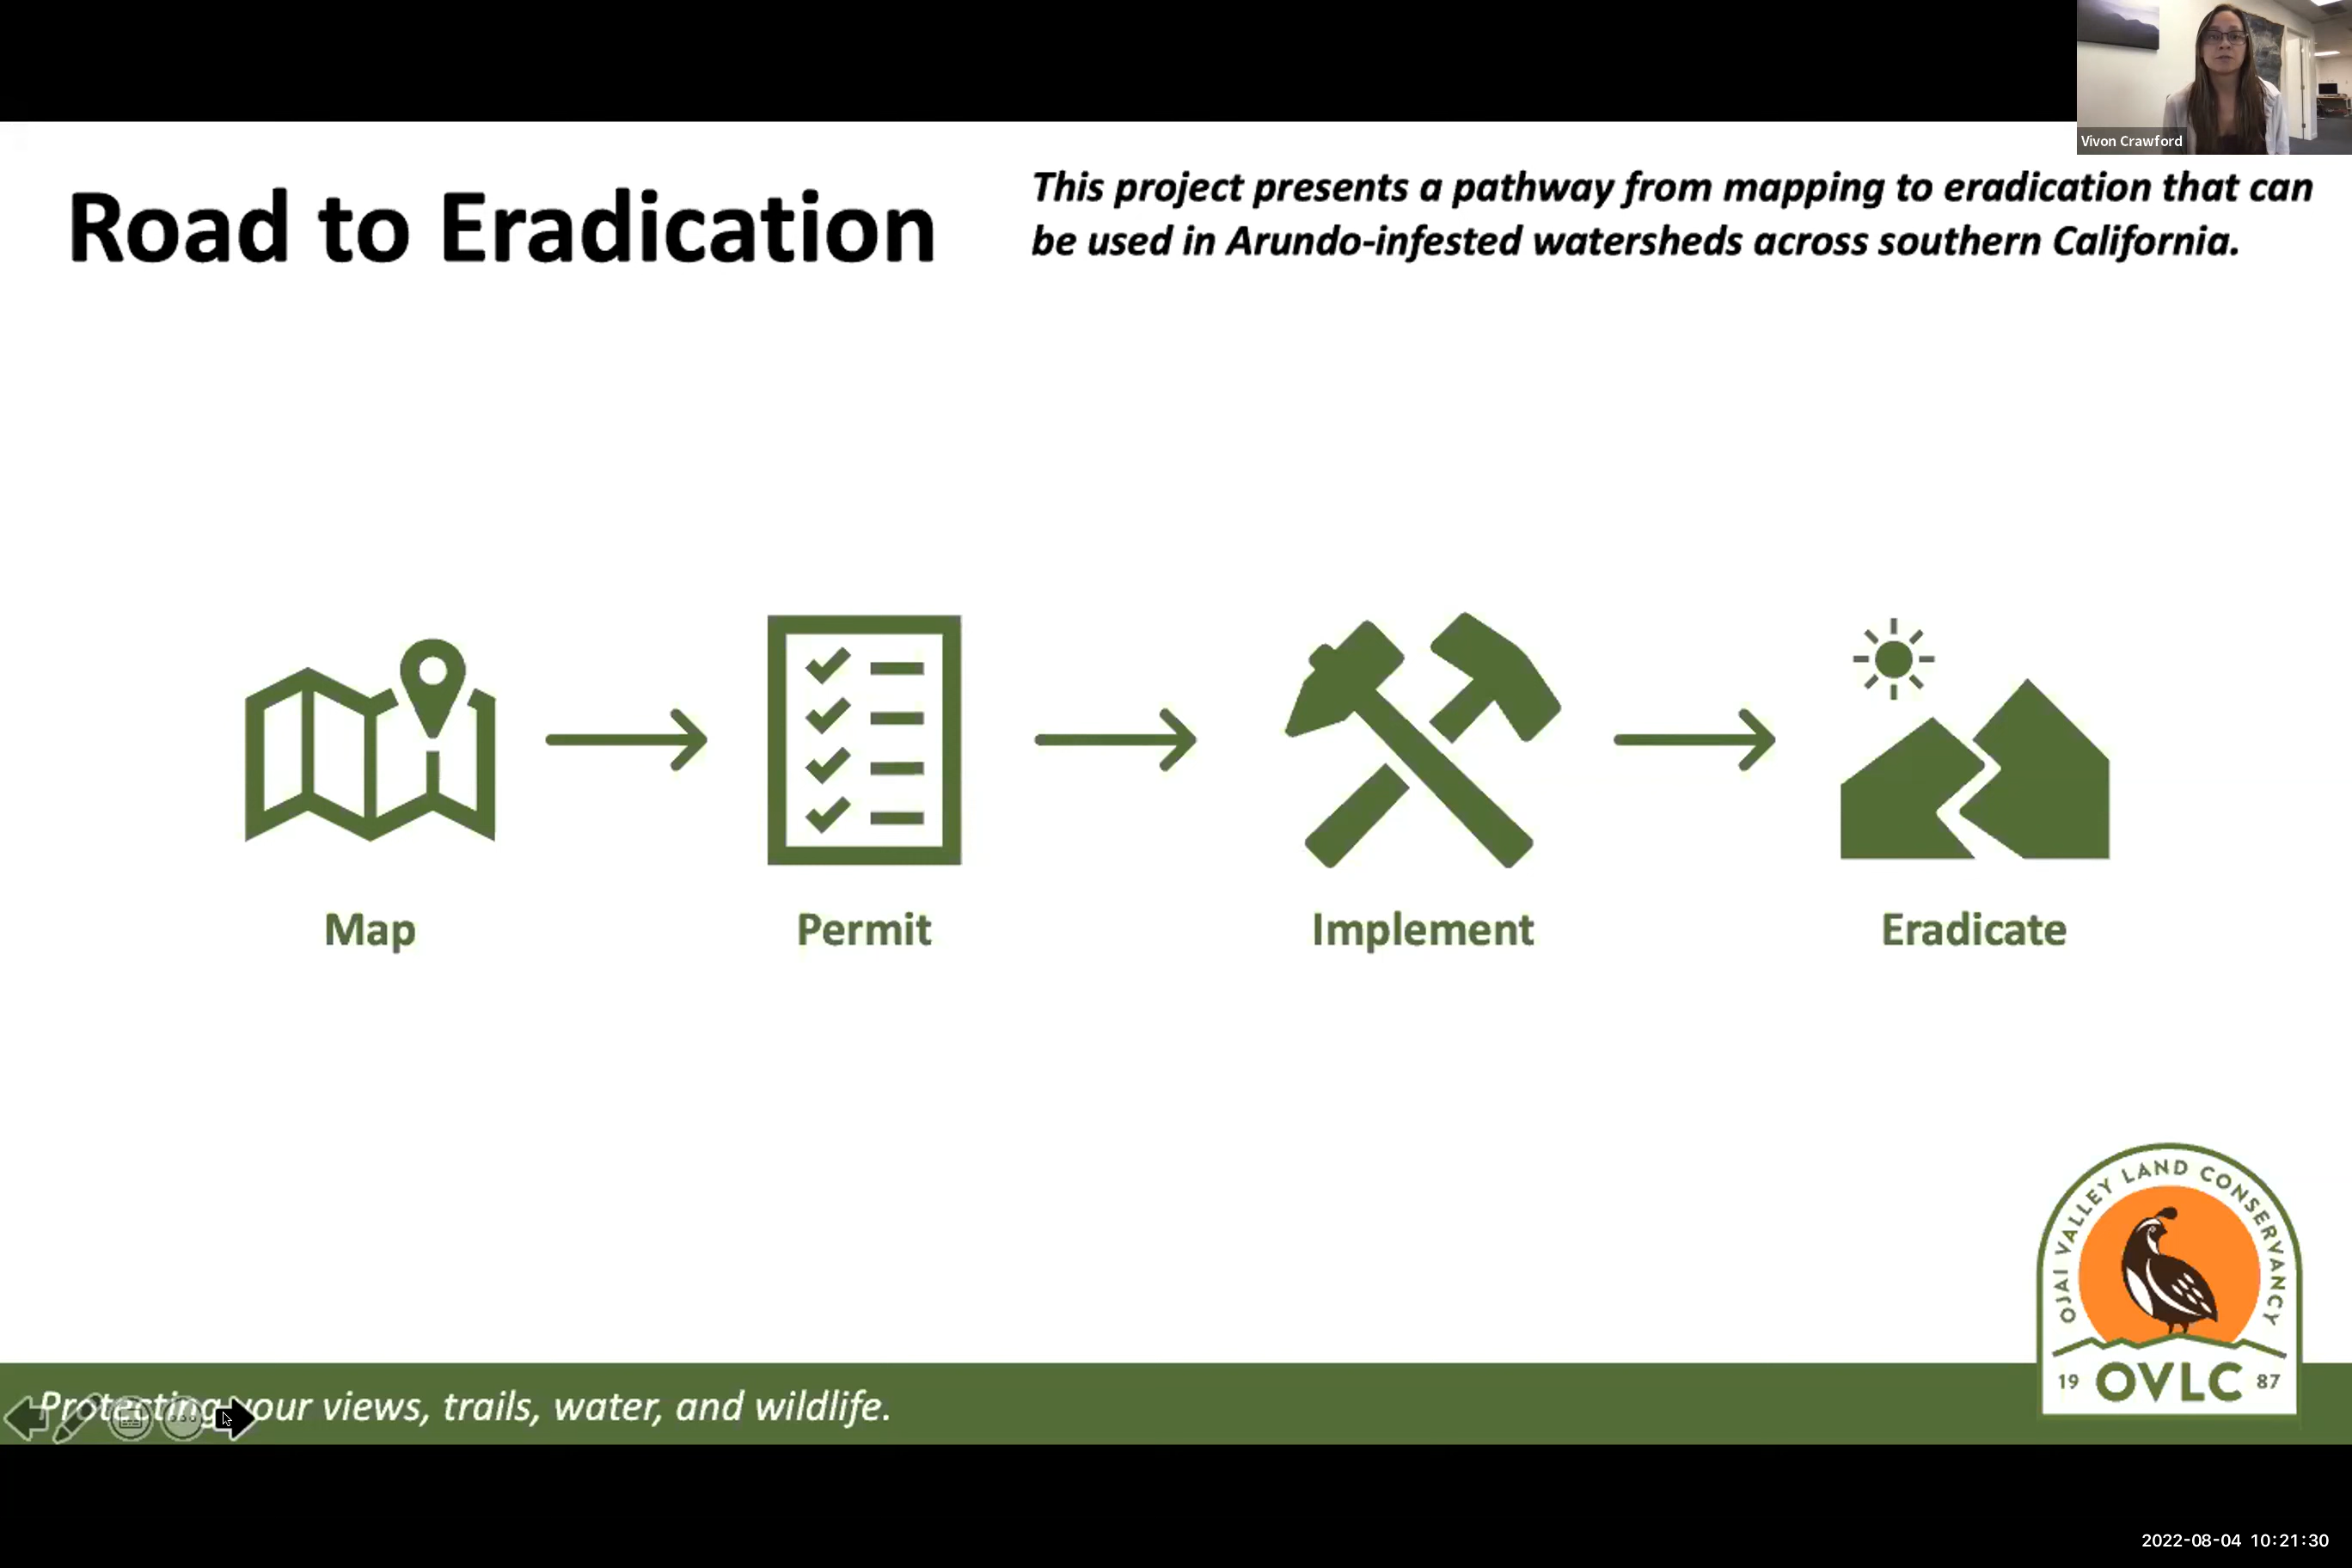 Vivon Crawford
Road to Eradication
This project presents a pathway from mapping to eradication that can
be used in Arundo-infested watersheds across southern California.
Map
Permit
Implement
Eradicate
OJAI VALLEY LAND CONSERVANCY
19 OVLC 87
Protecting your views, trails, water, and wildlife.
2022-08-04 10:21:30